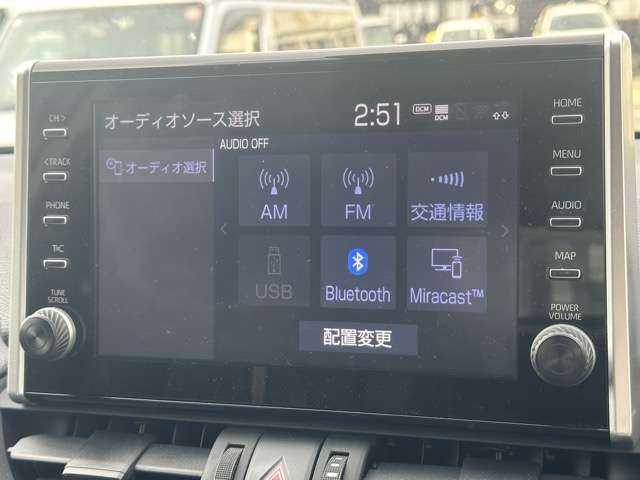 CH >
< TRACK
PHONE
TRC
TUNE
SCROLL
オーディオソース選択
2:51
DCM
DCM
AUDIO OFF
オーディオ選択
AM
FM
交通情報
USB
Bluetooth
Miracast™
配置変更
HOME
MENU
AUDIO
MAP
POWER
VOLUME